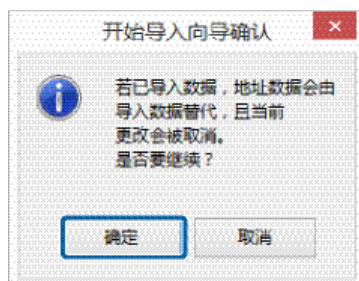 开始导入向导确认
若已导入数据，地址数据会由
导入数据替代，且当前
更改会被取消。
是否要继续？
确定
取消